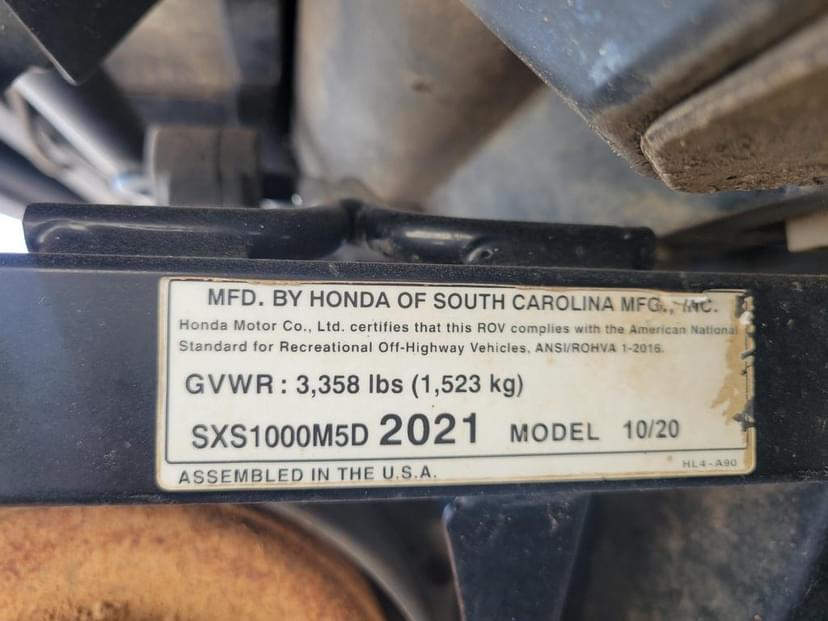 MFD. BY HONDA OF SOUTH CAROLINA MFG., INC.
Honda Motor Co., Ltd. certifies that this ROV complies with the American National
Standard for Recreational Off-Highway Vehicles, ANSI/ROHVA 1-2016.
GVWR : 3,358 lbs (1,523 kg)
SXS1000M5D 2021 MODEL 10/20
ASSEMBLED IN THE U.S.A. HL4-A90